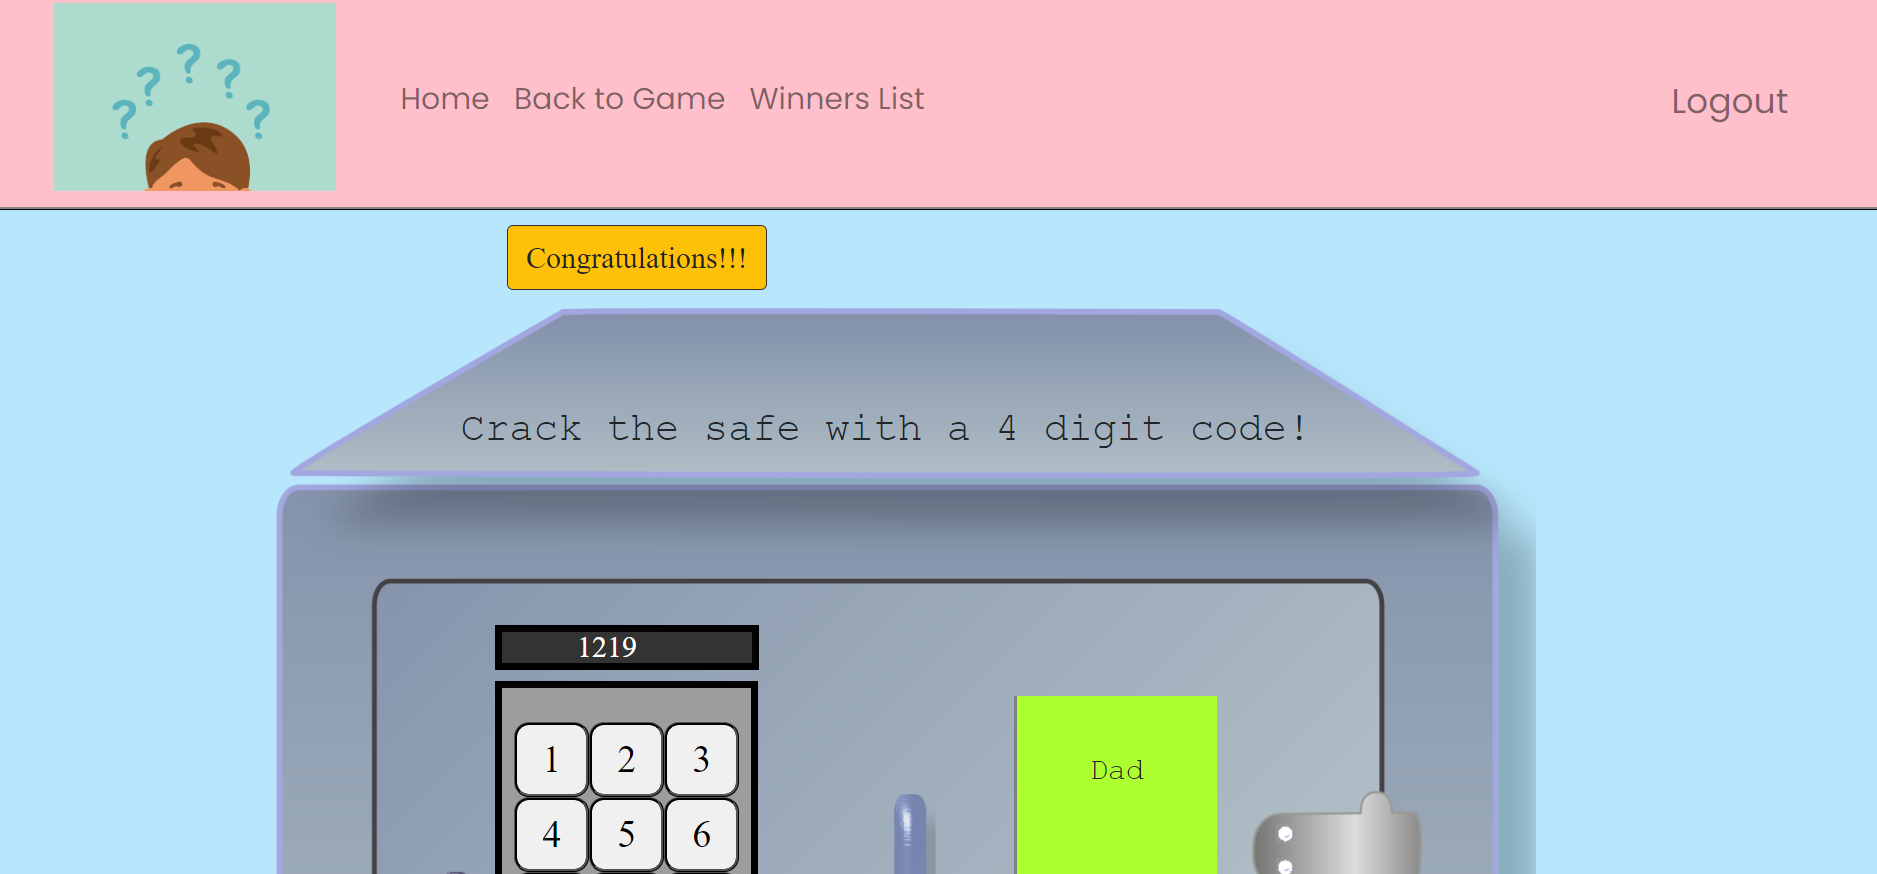 ? ? ? ? ?
Home Back to Game Winners List Logout
Congratulations!!!
Crack the safe with a 4 digit code!
1219
1 2 3
Dad
4 5 6